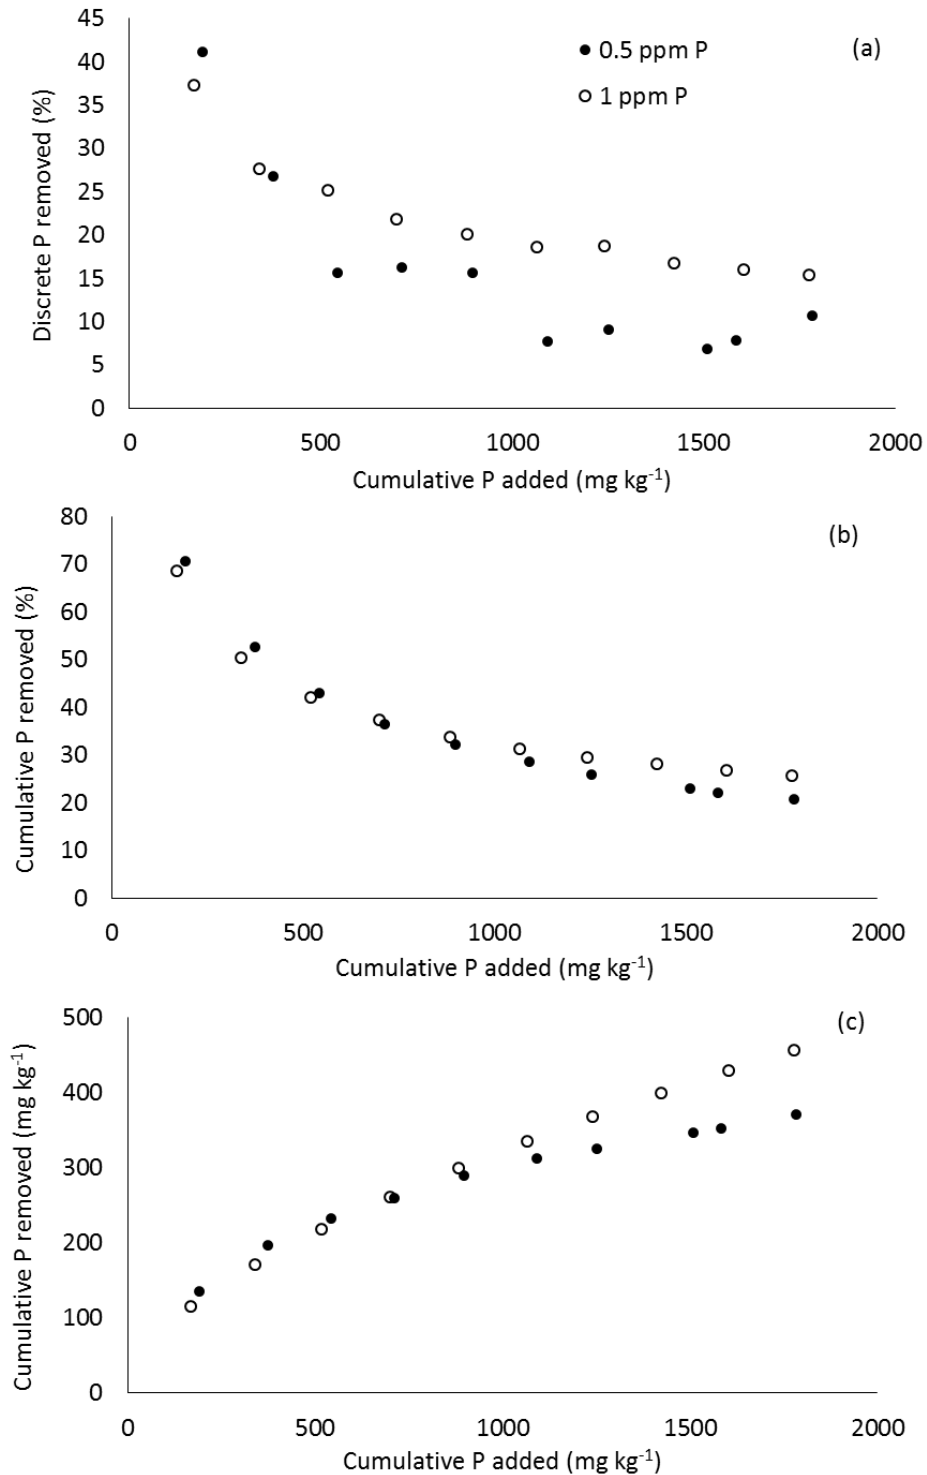 45
40
35
30
25
20
15
10
5
0
Discrete P removed (%)
0.5 ppm P
1 ppm P
(a)
0 500 1000 1500 2000
Cumulative P added (mg kg⁻¹)
80
70
60
50
40
30
20
10
0
Cumulative P removed (%)
(b)
0 500 1000 1500 2000
Cumulative P added (mg kg⁻¹)
500
400
300
200
100
0
Cumulative P removed (mg kg⁻¹)
(c)
0 500 1000 1500 2000
Cumulative P added (mg kg⁻¹)